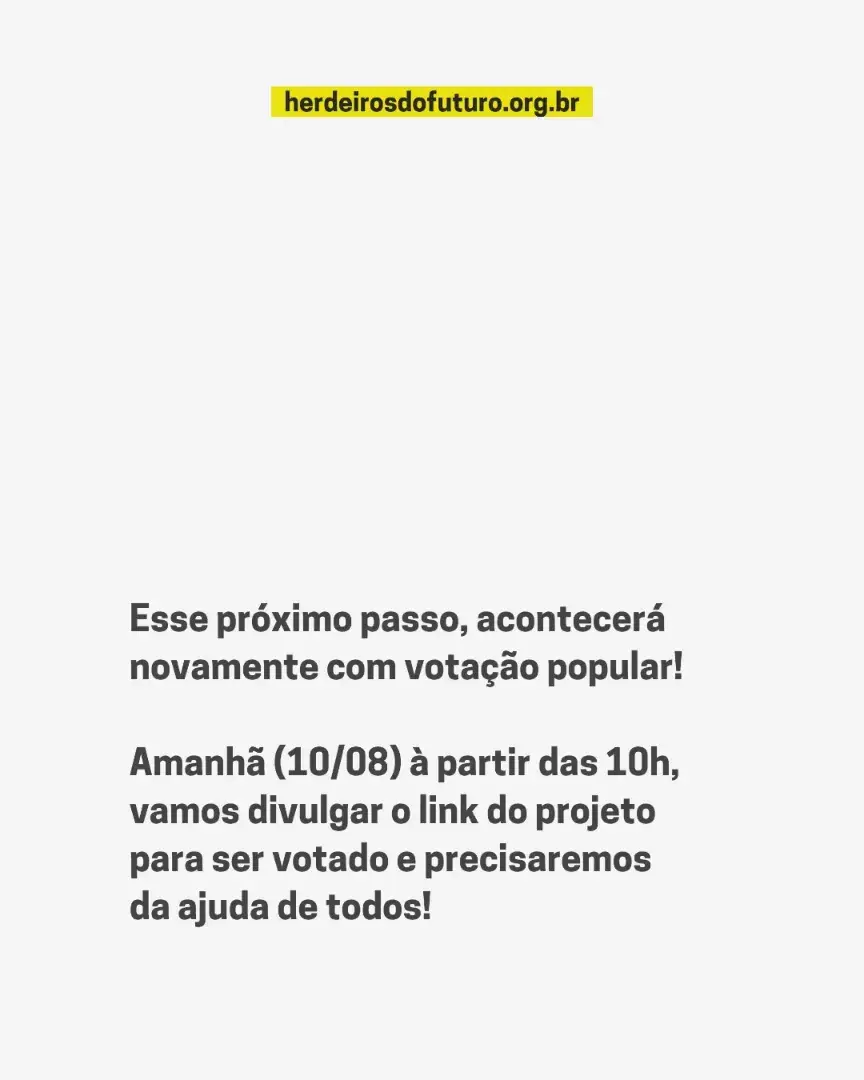 herdeirosdofuturo.org.br
Esse próximo passo, acontecerá
novamente com votação popular!
Amanhã (10/08) à partir das 10h,
vamos divulgar o link do projeto
para ser votado e precisaremos
da ajuda de todos!